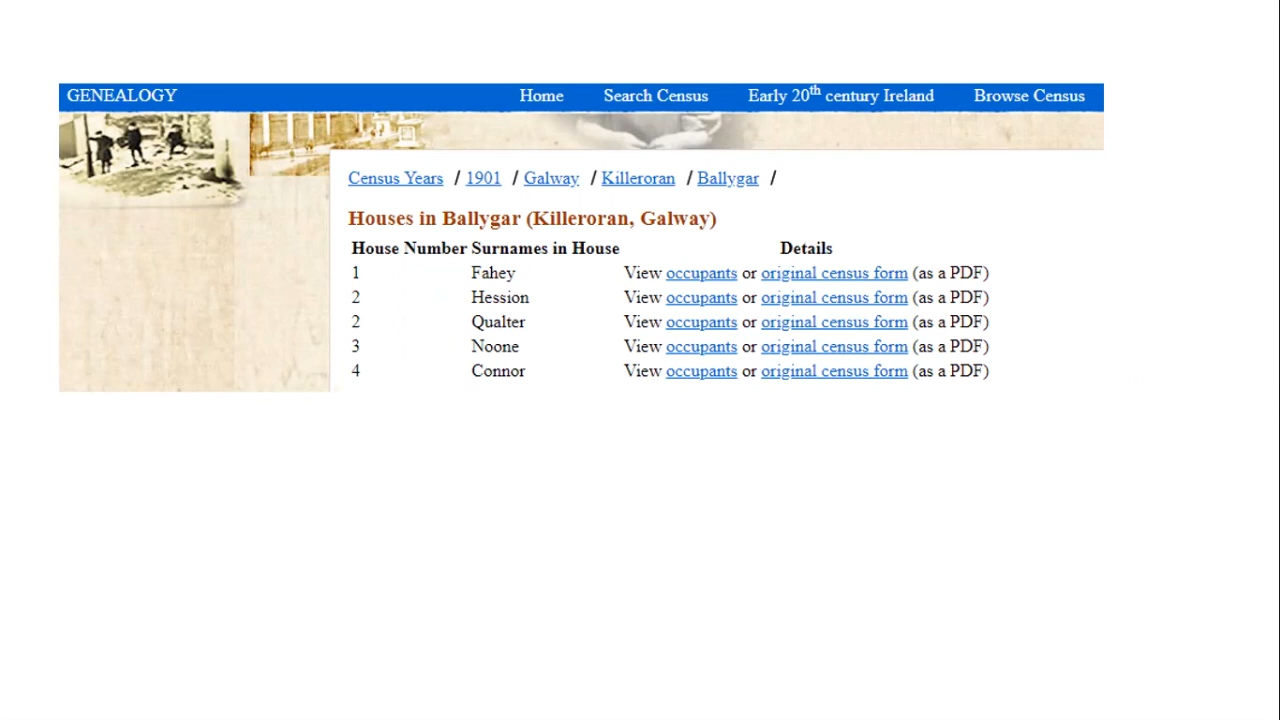 GENEALOGY Home Search Census Early 20th century Ireland Browse Census
Census Years / 1901 / Galway / Killeroran / Ballygar /
Houses in Ballygar (Killeroran, Galway)
House Number Surnames in House Details
1 Fahey View occupants or original census form (as a PDF)
2 Hession View occupants or original census form (as a PDF)
2 Qualter View occupants or original census form (as a PDF)
3 Noone View occupants or original census form (as a PDF)
4 Connor View occupants or original census form (as a PDF)